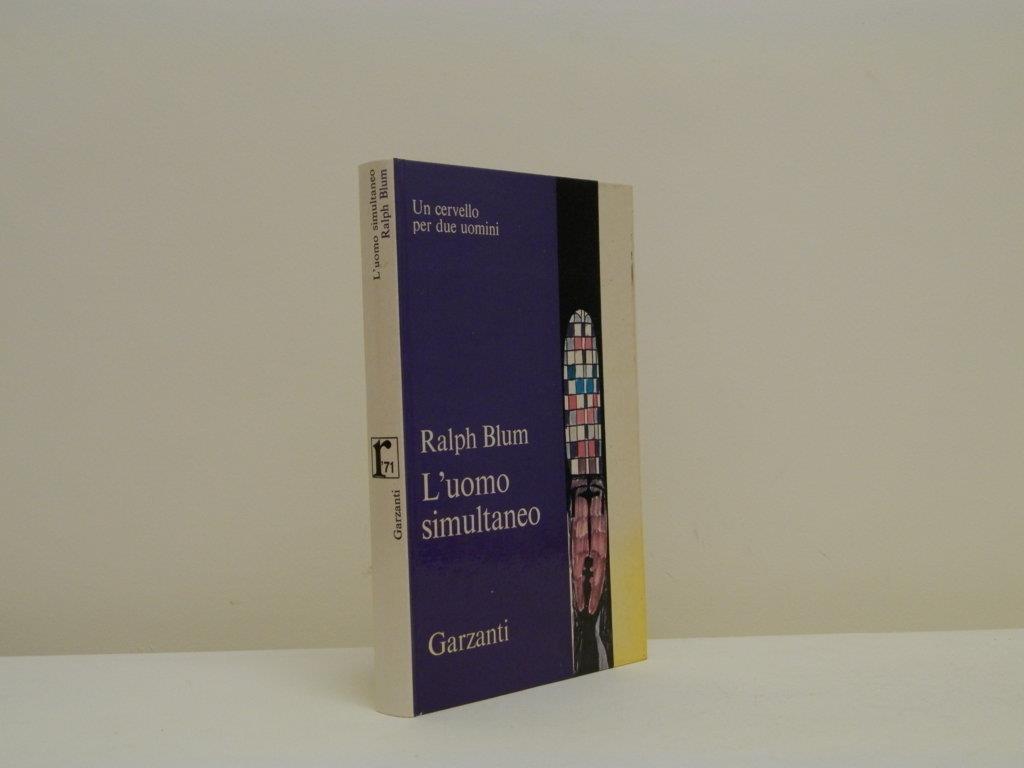 L'uomo simultaneo
Ralph Blum
r'71
Garzanti
Un cervello
per due uomini
Ralph Blum
L'uomo
simultaneo
Garzanti